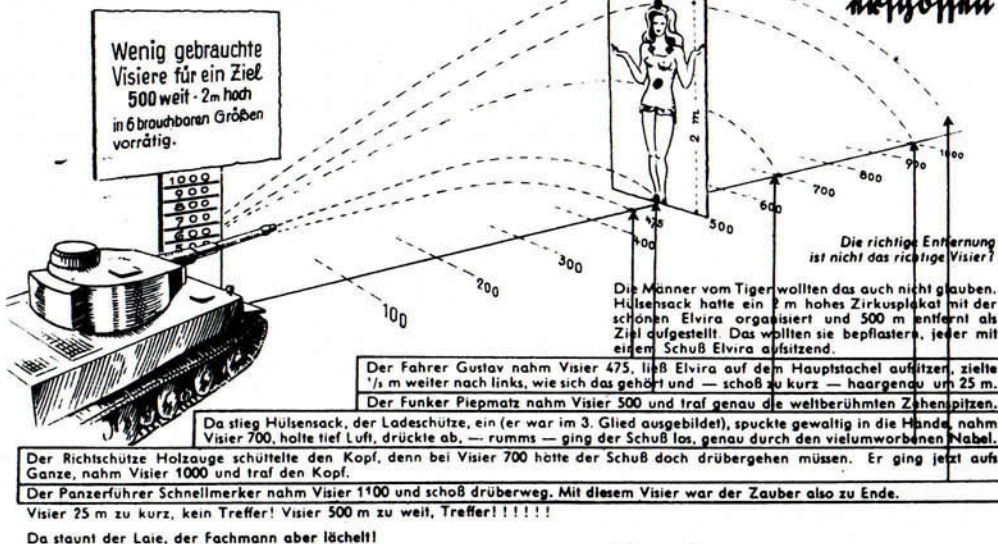 erschossen
Wenig gebrauchte
Visiere für ein Ziel
500 weit - 2m hoch
in 6 brauchbaren Größen
vorrätig.
1000
900
800
700
600
500
2 m
100
200
300
400
475
500
600
700
800
900
1000
Die richtige Entfernung
ist nicht das richtige Visier?
Die Männer vom Tiger wollten das auch nicht glauben.
Hülsensack hatte ein 2 m hohes Zirkusplakat mit der
schönen Elvira organisiert und 500 m entfernt als
Ziel aufgestellt. Das wollten sie bepflastern, jeder mit
einem Schuß Elvira aufsitzend.
Der Fahrer Gustav nahm Visier 475, ließ Elvira auf dem Hauptstachel aufsitzen, zielte
¹/₃ m weiter nach links, wie sich das gehört und — schoß zu kurz — haargenau um 25 m.
Der Funker Piepmatz nahm Visier 500 und traf genau die weltberühmten Zehenspitzen.
Da stieg Hülsensack, der Ladeschütze, ein (er war im 3. Glied ausgebildet), spuckte gewaltig in die Hände, nahm
Visier 700, holte tief Luft, drückte ab, — rumms — ging der Schuß los, genau durch den vielumworbenen Nabel.
Der Richtschütze Holzauge schüttelte den Kopf, denn bei Visier 700 hätte der Schuß doch drübergehen müssen. Er ging jetzt aufs
Ganze, nahm Visier 1000 und traf den Kopf.
Der Panzerführer Schnellmerker nahm Visier 1100 und schoß drüberweg. Mit diesem Visier war der Zauber also zu Ende.
Visier 25 m zu kurz, kein Treffer! Visier 500 m zu weit, Treffer! ! ! ! ! !
Da staunt der Laie, der Fachmann aber lächelt!